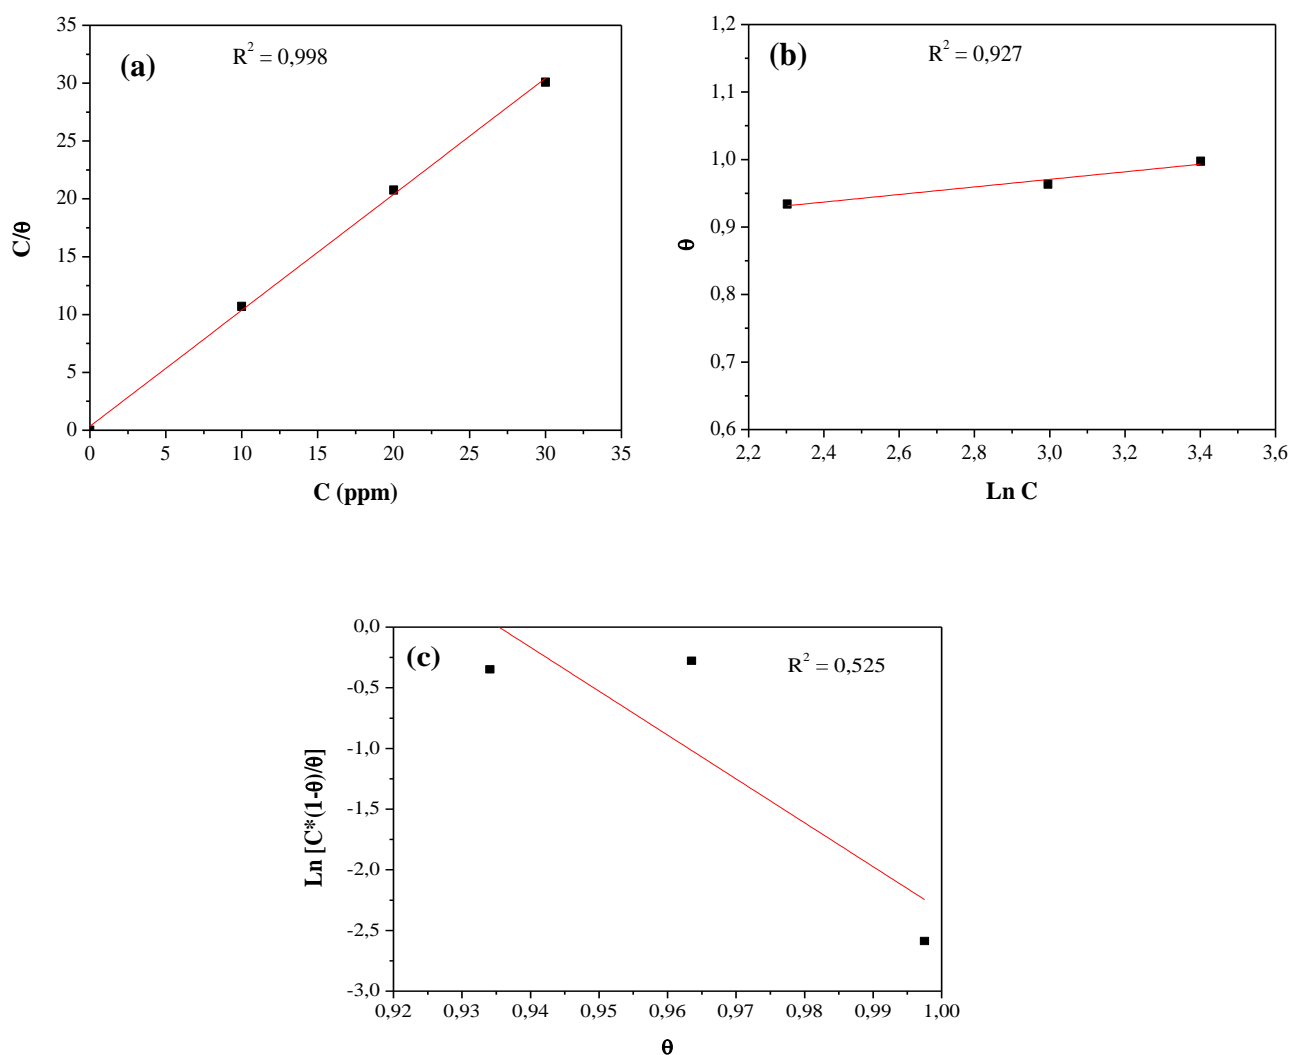 (a)
R² = 0,998
35
30
25
20
15
10
5
0
C/θ
0 5 10 15 20 25 30 35
C (ppm)
(b)
R² = 0,927
1,2
1,1
1,0
0,9
0,8
0,7
0,6
θ
2,2 2,4 2,6 2,8 3,0 3,2 3,4 3,6
Ln C
(c)
R² = 0,525
0,0
-0,5
-1,0
-1,5
-2,0
-2,5
-3,0
Ln [C*(1-θ)/θ]
0,92 0,93 0,94 0,95 0,96 0,97 0,98 0,99 1,00
θ